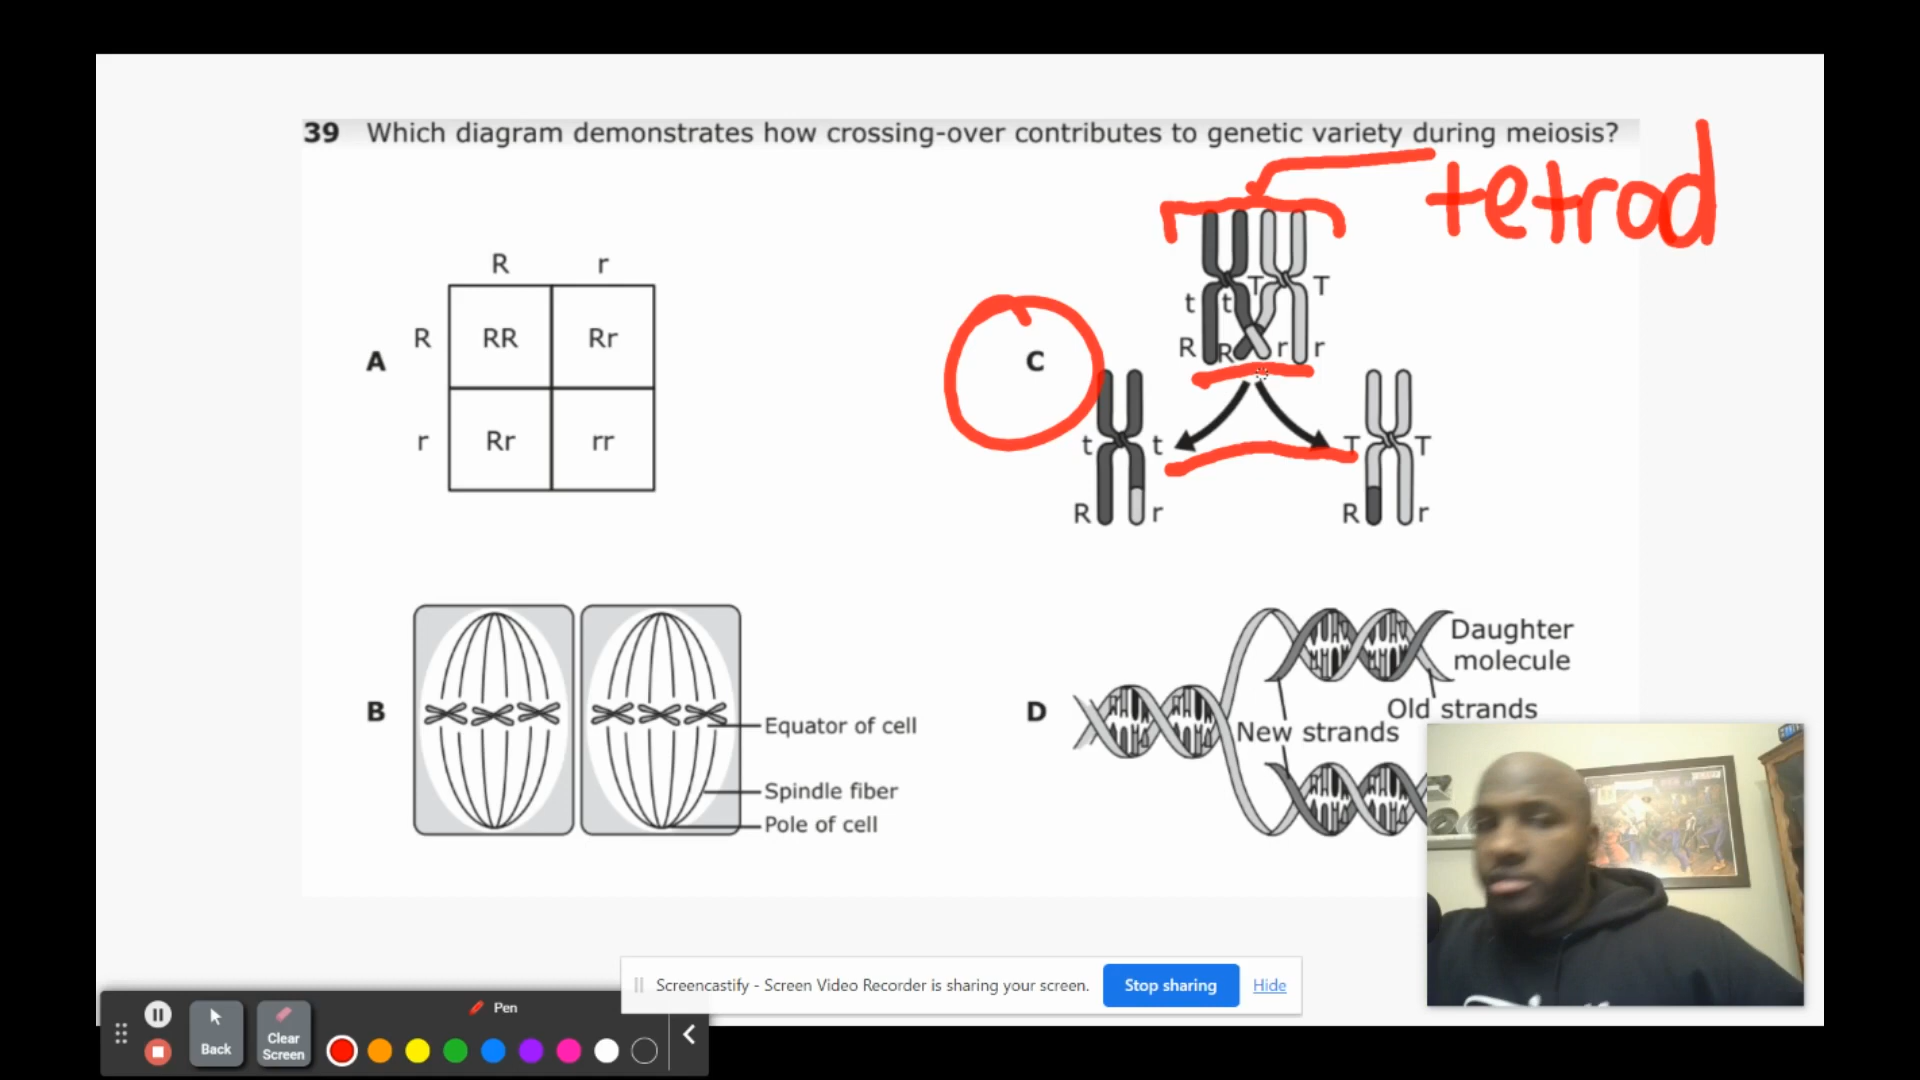 39 Which diagram demonstrates how crossing-over contributes to genetic variety during meiosis?
tetrod
A
R r
R RR Rr
r Rr rr
C
t t T T
R R r r
t t
R r
T T
R r
B
Equator of cell
Spindle fiber
Pole of cell
D
Daughter
molecule
Old strands
New strands
Screencastify - Screen Video Recorder is sharing your screen.
Stop sharing
Hide
Back
Clear
Screen
Pen